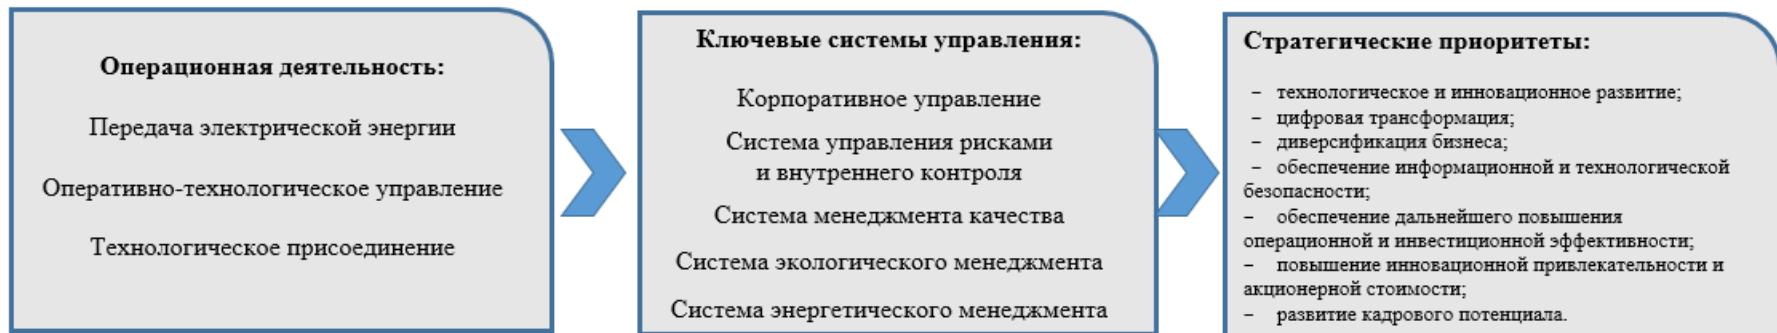 Операционная деятельность:
Передача электрической энергии
Оперативно-технологическое управление
Технологическое присоединение
Ключевые системы управления:
Корпоративное управление
Система управления рисками
и внутреннего контроля
Система менеджмента качества
Система экологического менеджмента
Система энергетического менеджмента
Стратегические приоритеты:
– технологическое и инновационное развитие;
– цифровая трансформация;
– диверсификация бизнеса;
– обеспечение информационной и технологической
безопасности;
– обеспечение дальнейшего повышения
операционной и инвестиционной эффективности;
– повышение инновационной привлекательности и
акционерной стоимости;
– развитие кадрового потенциала.